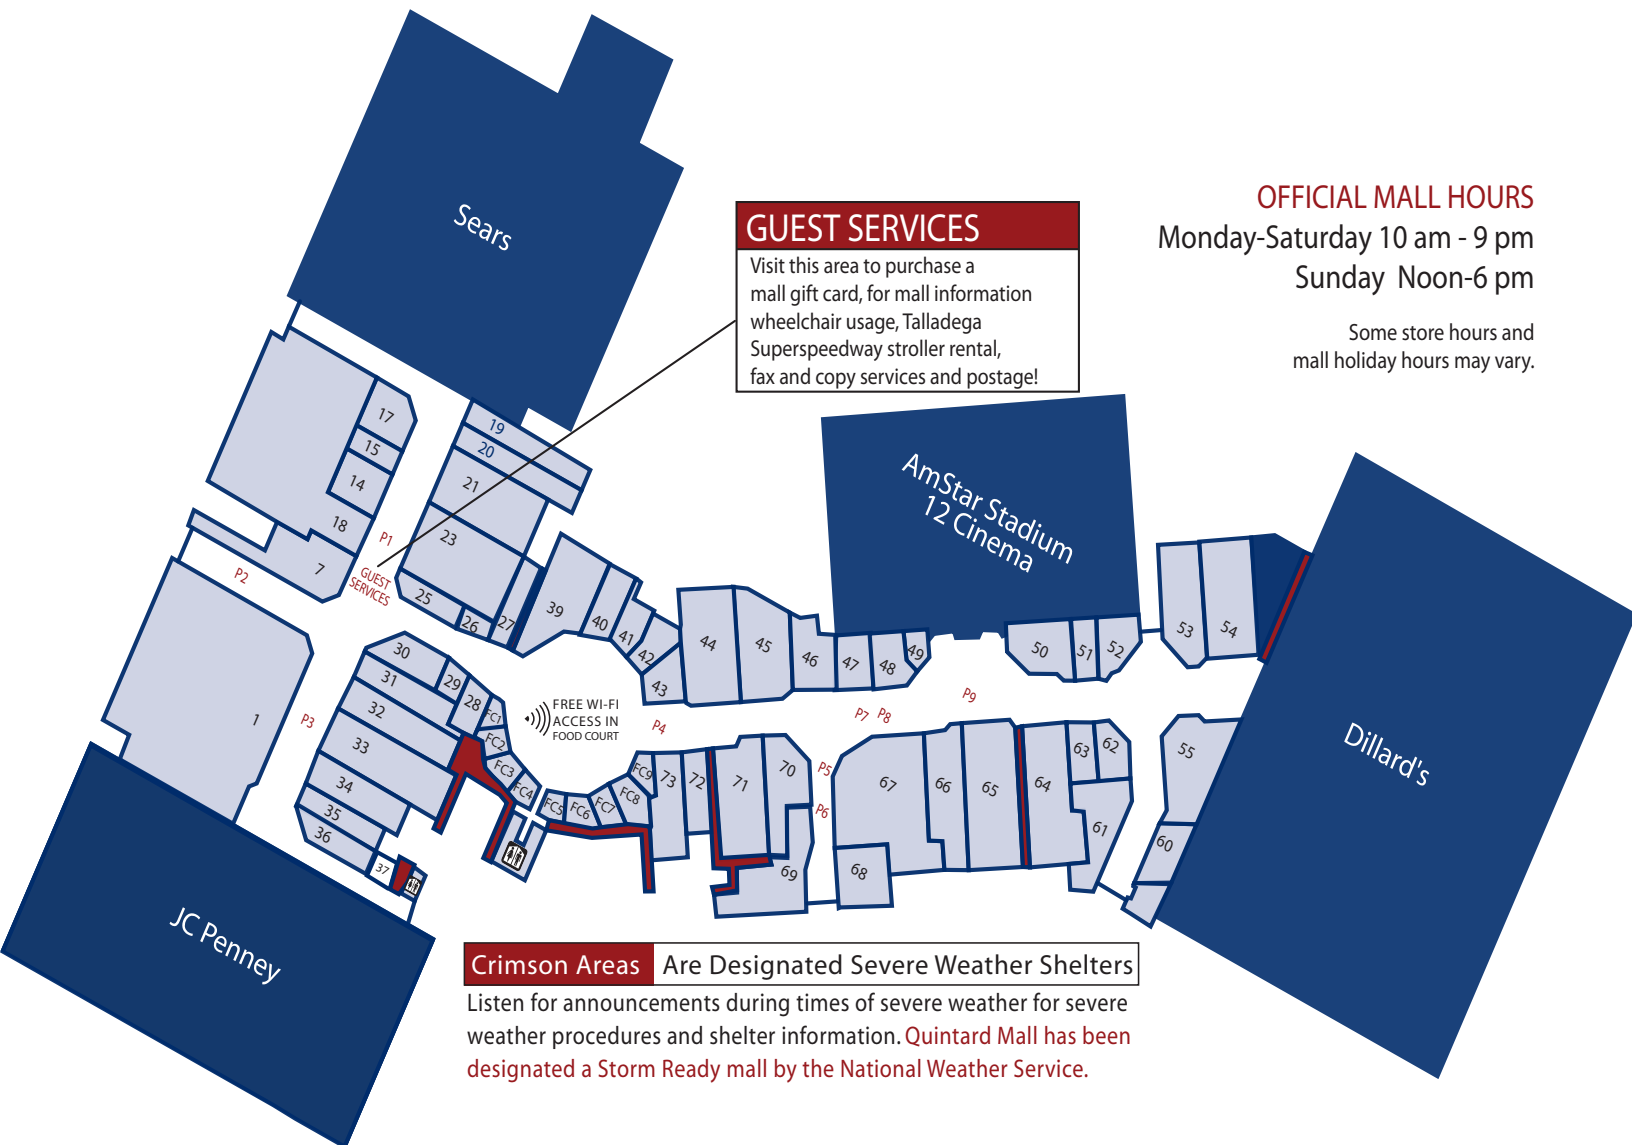 Sears
GUEST SERVICES
Visit this area to purchase a
mall gift card, for mall information
wheelchair usage, Talladega
Superspeedway stroller rental,
fax and copy services and postage!
OFFICIAL MALL HOURS
Monday-Saturday 10 am - 9 pm
Sunday Noon-6 pm
Some store hours and
mall holiday hours may vary.
17
15
14
18
7
19
20
21
23
25
26
27
P1
P2
GUEST
SERVICES
1
P3
30
29
28
31
32
33
34
35
36
37
JC Penney
39
40
41
42
43
44
45
46
47
48
49
AmStar Stadium
12 Cinema
50
51
52
53
54
FREE WI-FI
ACCESS IN
FOOD COURT
FC1
FC2
FC3
FC4
FC5
FC6
FC7
FC8
FC9
P4
P7
P8
P9
P5
P6
73
72
71
70
69
68
67
66
65
64
63
62
61
55
60
Dillard's
Crimson Areas Are Designated Severe Weather Shelters
Listen for announcements during times of severe weather for severe
weather procedures and shelter information. Quintard Mall has been
designated a Storm Ready mall by the National Weather Service.